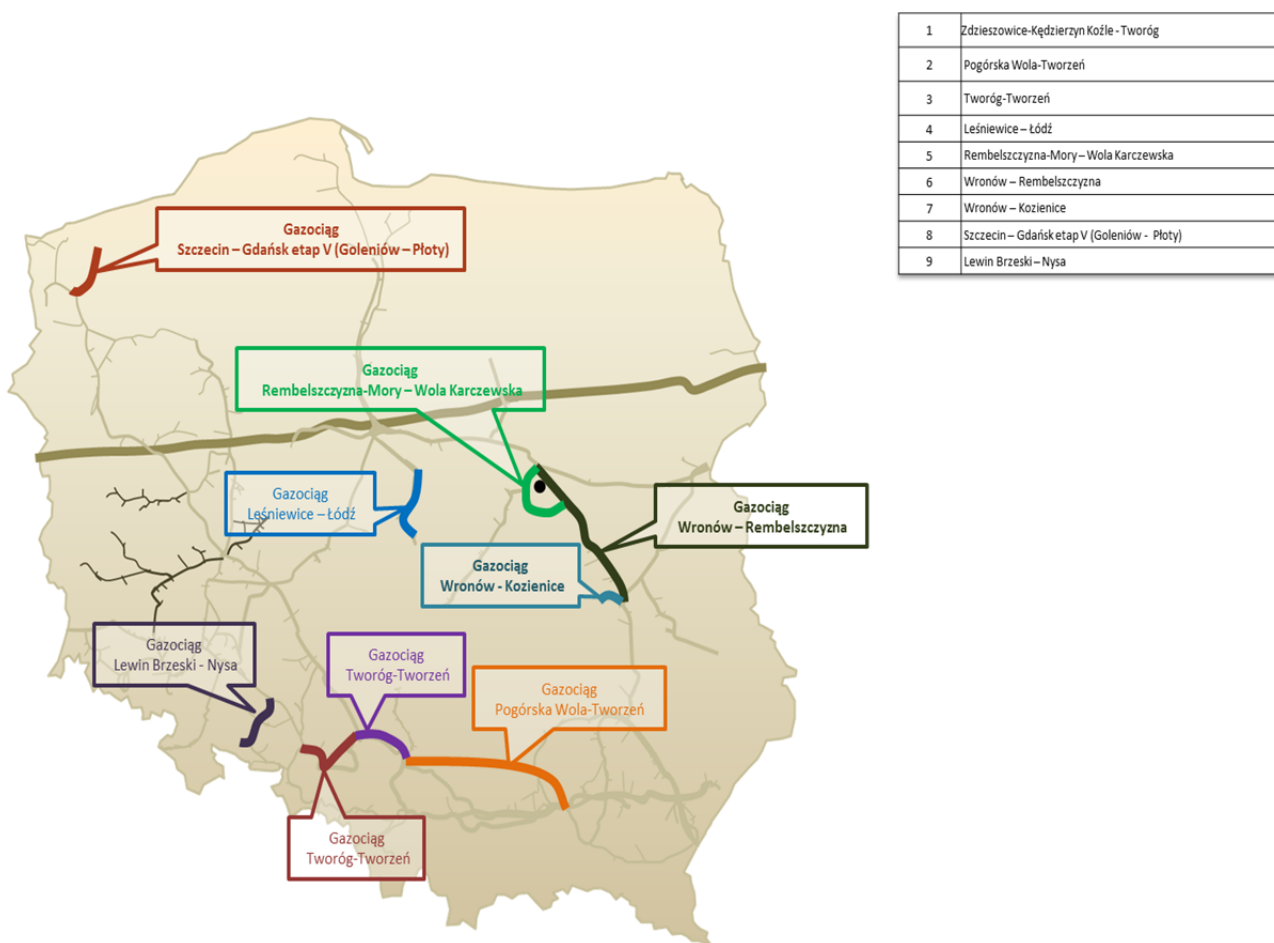 1 Zdzieszowice-Kędzierzyn Koźle - Tworóg
2 Pogórska Wola-Tworzeń
3 Tworóg-Tworzeń
4 Leśniewice – Łódź
5 Rembelszczyzna-Mory – Wola Karczewska
6 Wronów – Rembelszczyzna
7 Wronów – Kozienice
8 Szczecin – Gdańsk etap V (Goleniów - Płoty)
9 Lewin Brzeski – Nysa
Gazociąg
Szczecin – Gdańsk etap V (Goleniów – Płoty)
Gazociąg
Rembelszczyzna-Mory – Wola Karczewska
Gazociąg
Leśniewice – Łódź
Gazociąg
Wronów – Rembelszczyzna
Gazociąg
Wronów - Kozienice
Gazociąg
Lewin Brzeski - Nysa
Gazociąg
Tworóg-Tworzeń
Gazociąg
Pogórska Wola-Tworzeń
Gazociąg
Tworóg-Tworzeń